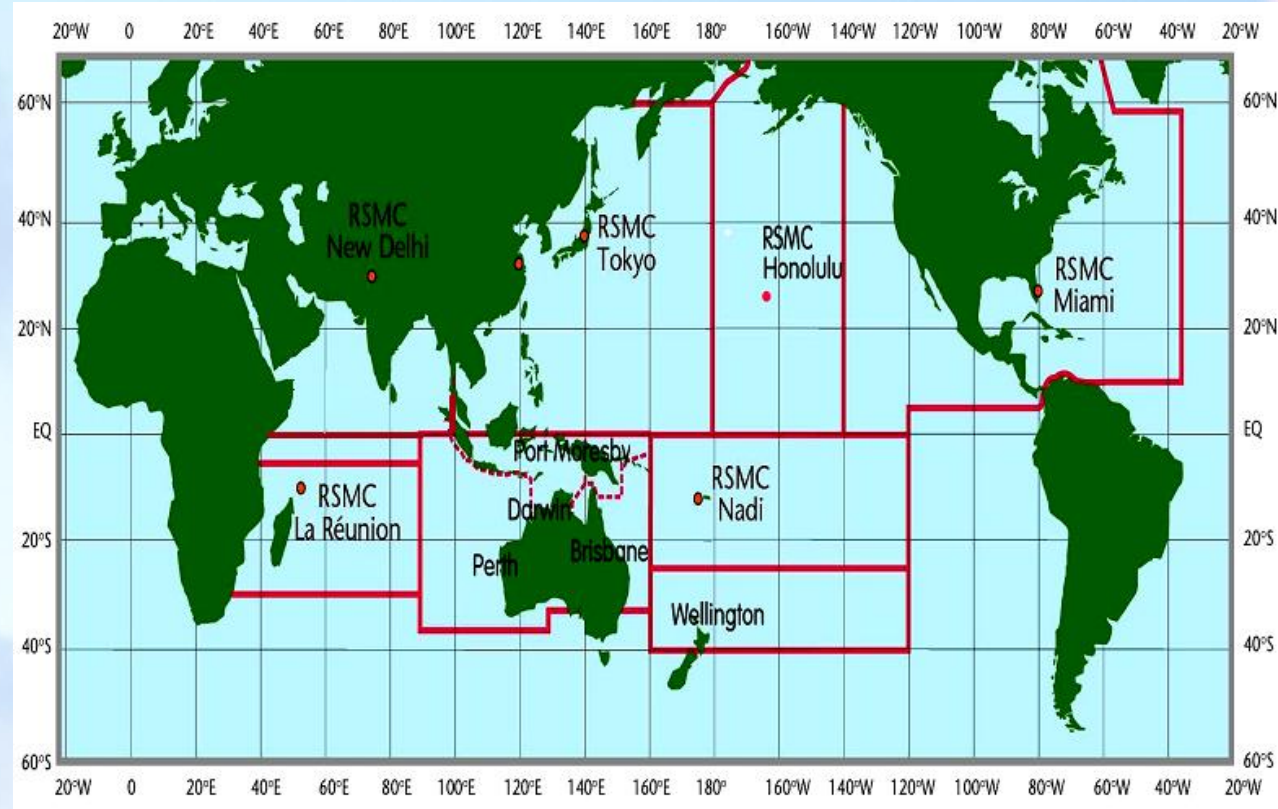 20°W 0 20°E 40°E 60°E 80°E 100°E 120°E 140°E 160°E 180° 160°W 140°W 120°W 100°W 80°W 60°W 40°W 20°W
60°N 60°N
40°N 40°N
RSMC
New Delhi
RSMC
Tokyo
RSMC
Honolulu
RSMC
Miami
20°N 20°N
EQ EQ
Port Moresby
RSMC
La Réunion
Darwin
RSMC
Nadi
20°S 20°S
Perth
Brisbane
Wellington
40°S 40°S
60°S 60°S
20°W 0 20°E 40°E 60°E 80°E 100°E 120°E 140°E 160°E 180° 160°W 140°W 120°W 100°W 80°W 60°W 40°W 20°W